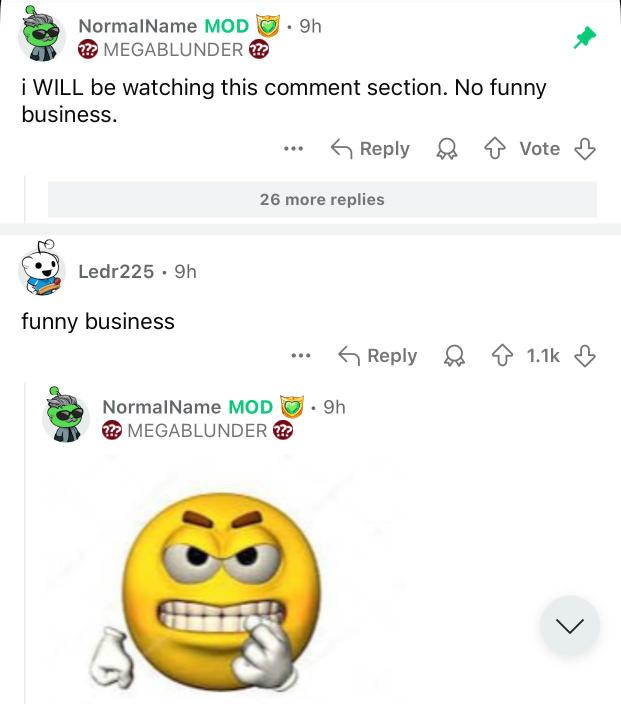 NormalName MOD • 9h
??? MEGABLUNDER ???
i WILL be watching this comment section. No funny
business.
... Reply Vote
26 more replies
Ledr225 • 9h
funny business
... Reply 1.1k
NormalName MOD • 9h
??? MEGABLUNDER ???